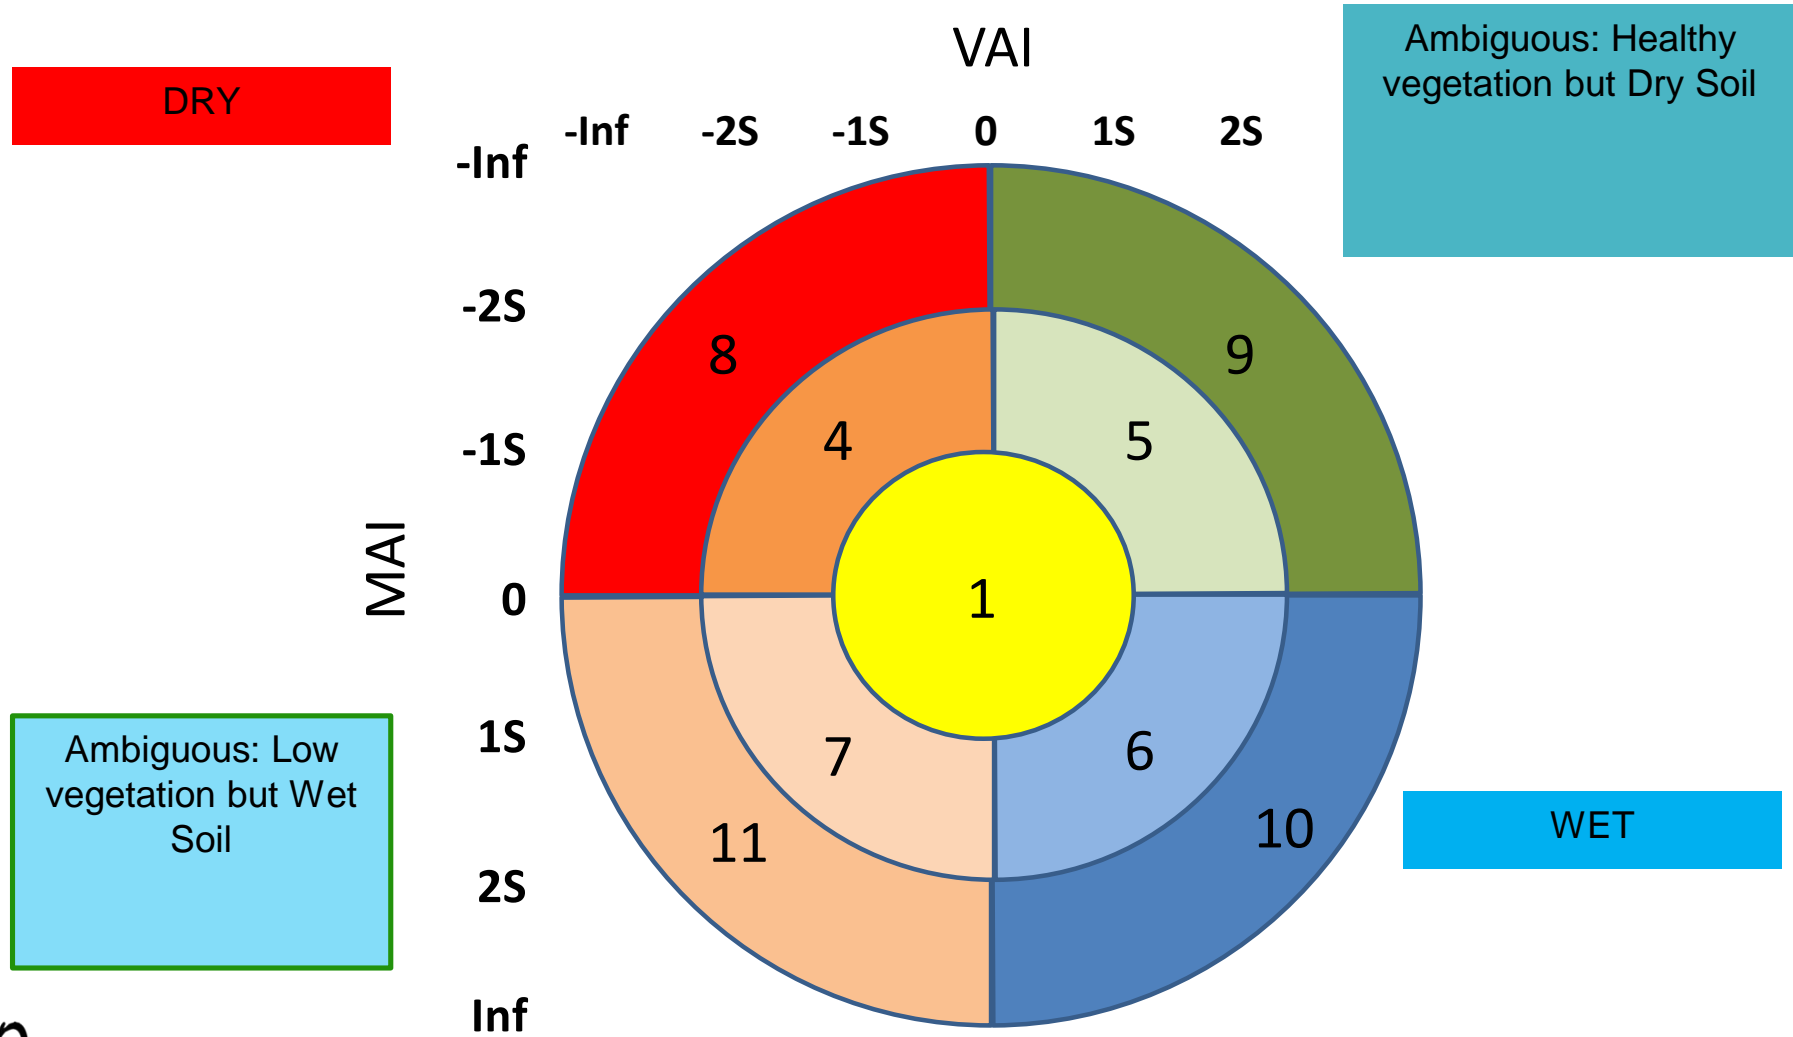 VAI
Ambiguous: Healthy
vegetation but Dry Soil
DRY
-Inf -2S -1S 0 1S 2S
-Inf
-2S
8
9
4
5
-1S
MAI
0
1
Ambiguous: Low
vegetation but Wet
Soil
1S
7
6
11
10
WET
2S
Inf